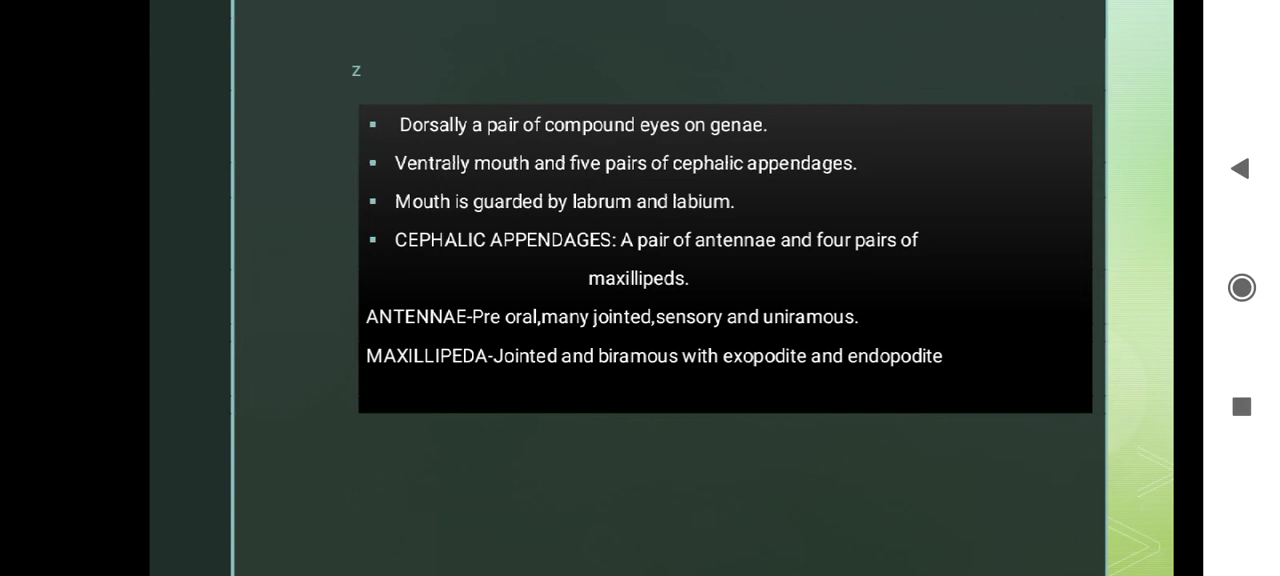 z
▪ Dorsally a pair of compound eyes on genae.
▪ Ventrally mouth and five pairs of cephalic appendages.
▪ Mouth is guarded by labrum and labium.
▪ CEPHALIC APPENDAGES: A pair of antennae and four pairs of
maxillipeds.
ANTENNAE-Pre oral,many jointed,sensory and uniramous.
MAXILLIPEDA-Jointed and biramous with exopodite and endopodite